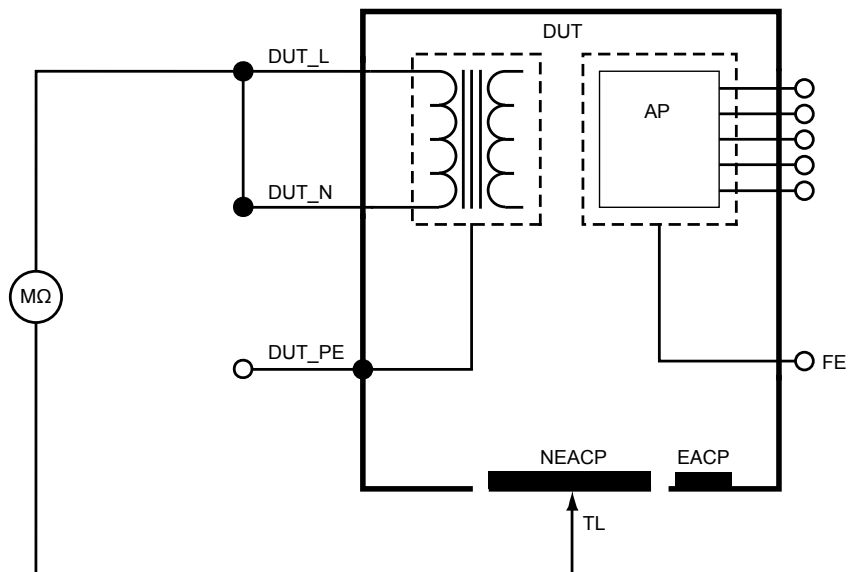 DUT
DUT_L
AP
DUT_N
MΩ
DUT_PE
FE
NEACP
EACP
TL